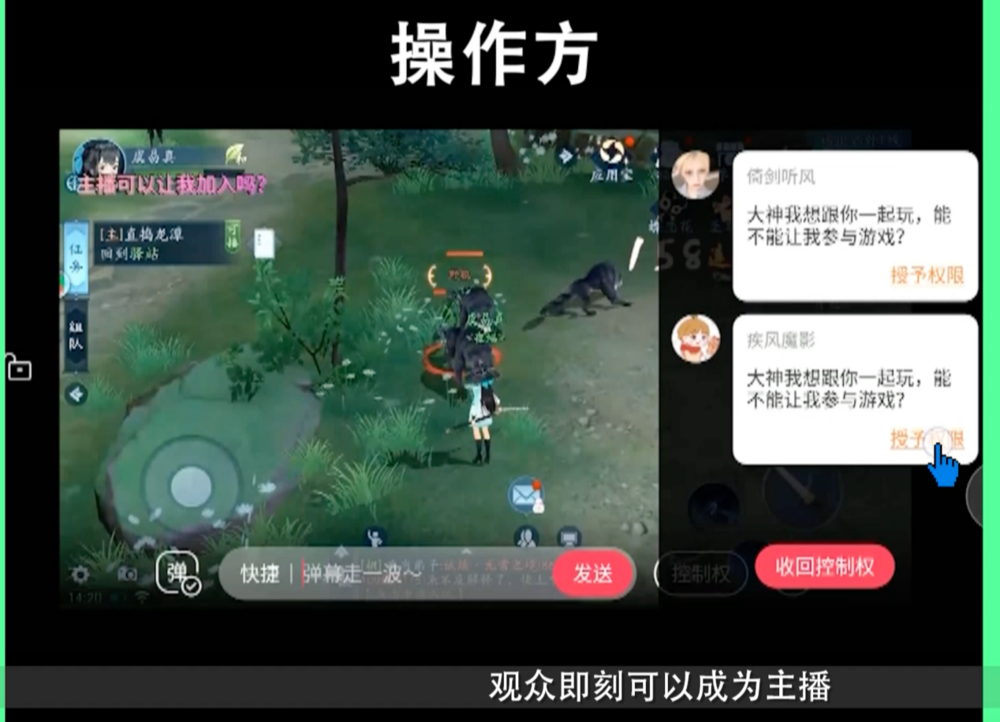 操作方
成易真
主播可以让我加入吗?
应用宝
[主]直捣龙潭
回到驿站
任务
组队
倚剑听风
大神我想跟你一起玩，能
不能让我参与游戏?
授予权限
疾风魔影
大神我想跟你一起玩，能
不能让我参与游戏?
授予权限
弹
快捷
弹幕走一波～
发送
控制权
收回控制权
14:20
观众即刻可以成为主播